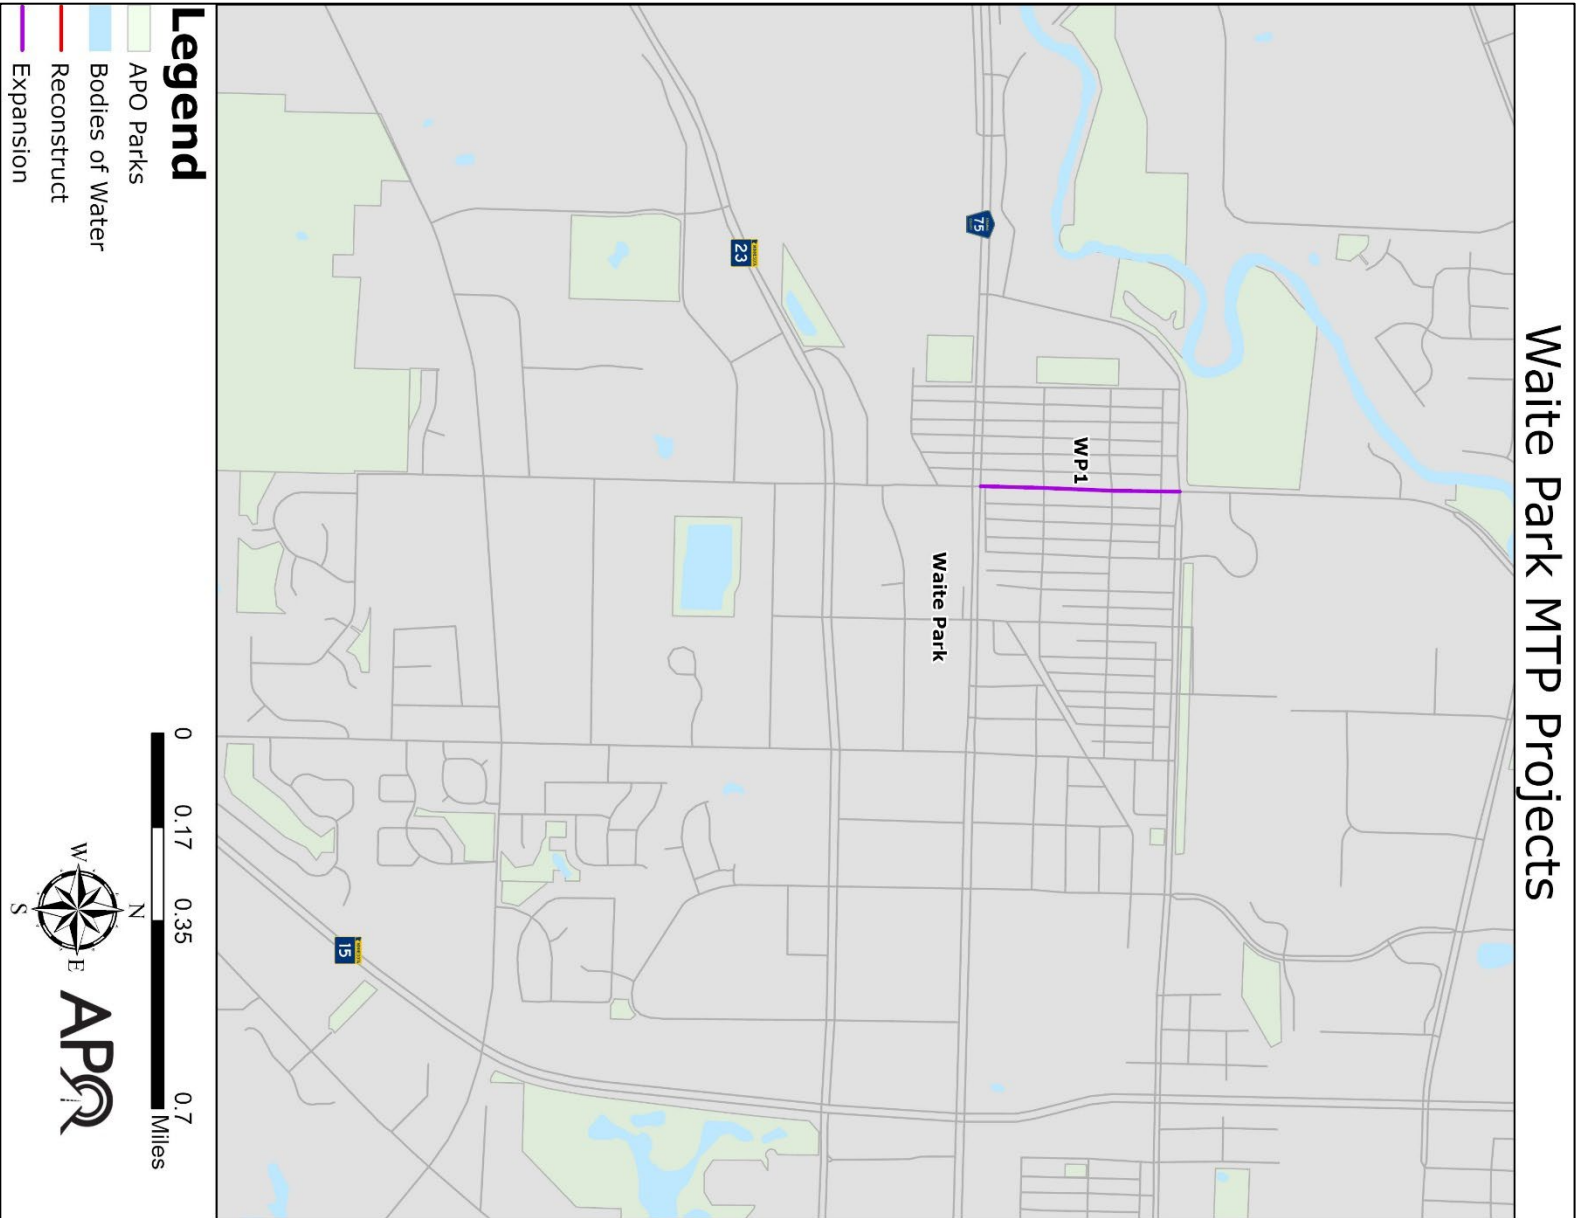 Waite Park MTP Projects
75
23
WP1
Waite Park
15
Legend
APO Parks
Bodies of Water
Reconstruct
Expansion
0 0.17 0.35 0.7
Miles
N
W E
S
APO